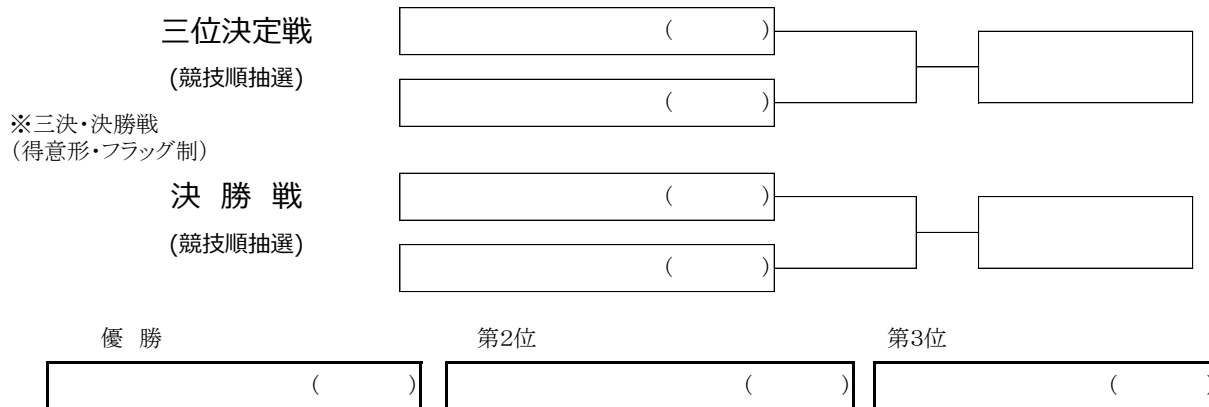 三位決定戦 ( )
(競技順抽選) ( )
※三決・決勝戦
(得意形・フラッグ制)
決 勝 戦 ( )
(競技順抽選) ( )
優 勝 第2位 第3位
( ) ( ) ( )